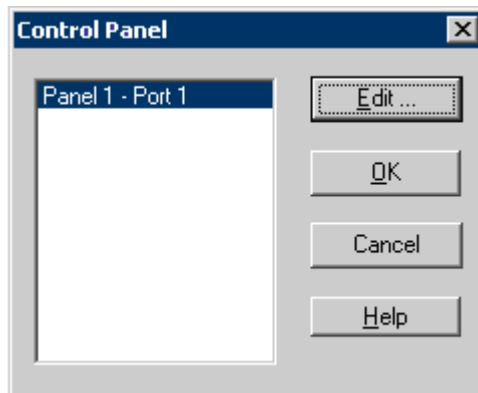 Control Panel
Panel 1 - Port 1
Edit ...
OK
Cancel
Help